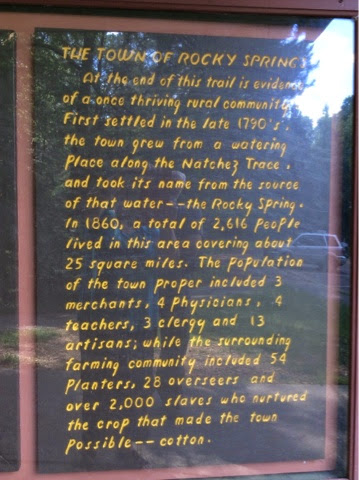 THE TOWN OF ROCKY SPRING
At the end of this trail is evidenc
of a once thriving rural community
First settled in the late 1790's,
the town grew from a watering
Place along the Natchez Trace,
and took its name from the source
of that water--the Rocky Spring.
In 1860, a total of 2,616 People
lived in this area covering about
25 square miles. The Population
of the town proper included 3
merchants, 4 Physicians, 4
teachers, 3 clergy and 13
artisans; while the surrounding
farming community included 54
Planters, 28 overseers and
over 2,000 slaves who nurtured
the crop that made the town
Possible--cotton.